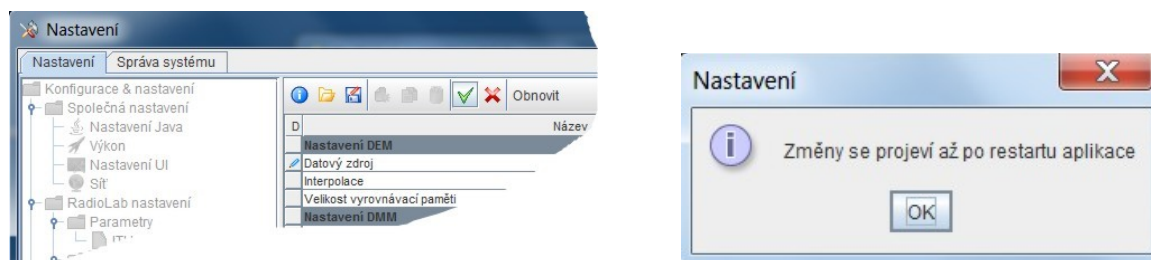 Nastavení
Nastavení Správa systému
Konfigurace & nastavení
Společná nastavení
Nastavení Java
Výkon
Nastavení UI
Síť
RadioLab nastavení
Parametry
Obnovit
D Název
Nastavení DEM
Datový zdroj
Interpolace
Velikost vyrovnávací paměti
Nastavení DMM
Nastavení
Změny se projeví až po restartu aplikace
OK